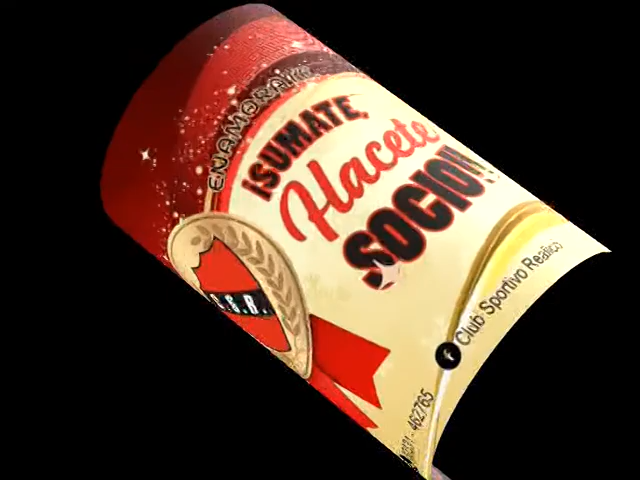 ENAMORATE
¡SUMATE,
Hacete
SOCIO!!
C.S.R.
Club Sportivo Realicó
462765